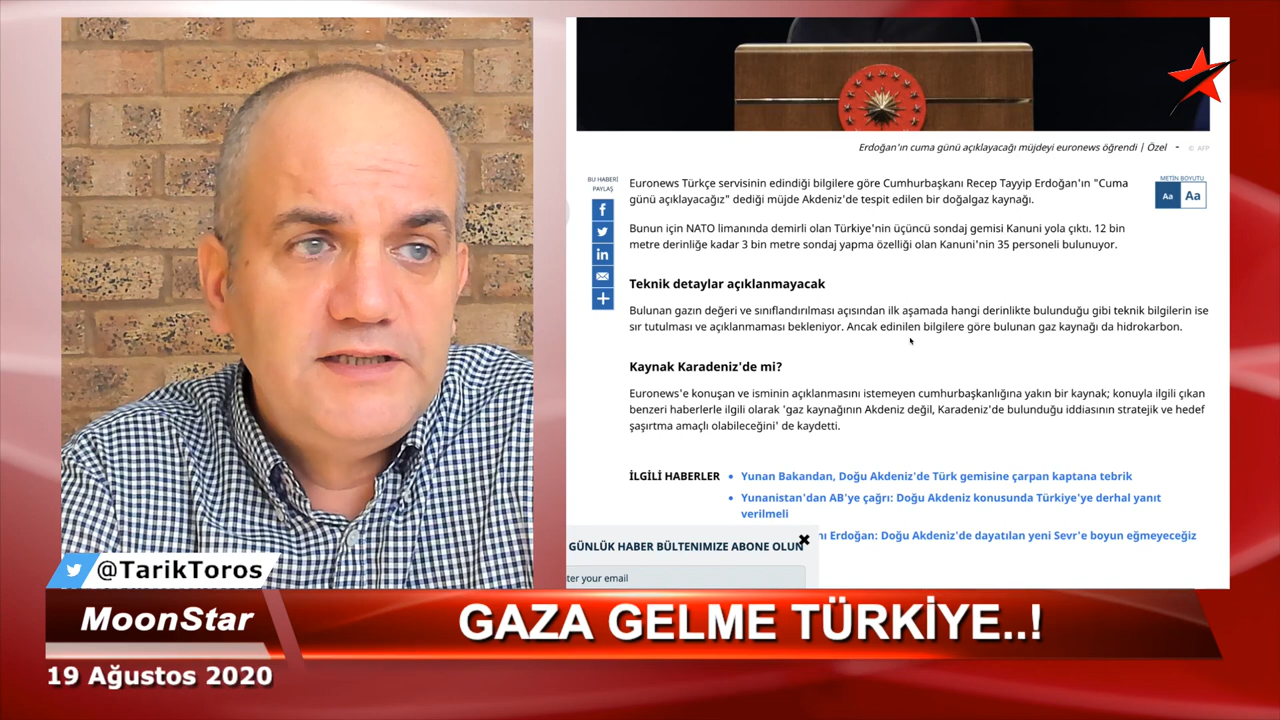 Erdoğan'ın cuma günü açıklayacağı müjdeyi euronews öğrendi | Özel - © AFP
BU HABERİ
PAYLAŞ
METİN BOYUTU
Aa Aa
Euronews Türkçe servisinin edindiği bilgilere göre Cumhurbaşkanı Recep Tayyip Erdoğan'ın "Cuma
günü açıklayacağız" dediği müjde Akdeniz'de tespit edilen bir doğalgaz kaynağı.
Bunun için NATO limanında demirli olan Türkiye'nin üçüncü sondaj gemisi Kanuni yola çıktı. 12 bin
metre derinliğe kadar 3 bin metre sondaj yapma özelliği olan Kanuni'nin 35 personeli bulunuyor.
Teknik detaylar açıklanmayacak
Bulunan gazın değeri ve sınıflandırılması açısından ilk aşamada hangi derinlikte bulunduğu gibi teknik bilgilerin ise
sır tutulması ve açıklanmaması bekleniyor. Ancak edinilen bilgilere göre bulunan gaz kaynağı da hidrokarbon.
Kaynak Karadeniz'de mi?
Euronews'e konuşan ve isminin açıklanmasını istemeyen cumhurbaşkanlığına yakın bir kaynak; konuyla ilgili çıkan
benzeri haberlerle ilgili olarak 'gaz kaynağının Akdeniz değil, Karadeniz'de bulunduğu iddiasının stratejik ve hedef
şaşırtma amaçlı olabileceğini' de kaydetti.
İLGİLİ HABERLER
• Yunan Bakandan, Doğu Akdeniz'de Türk gemisine çarpan kaptana tebrik
• Yunanistan'dan AB'ye çağrı: Doğu Akdeniz konusunda Türkiye'ye derhal yanıt
verilmeli
nı Erdoğan: Doğu Akdeniz'de dayatılan yeni Sevr'e boyun eğmeyeceğiz
GÜNLÜK HABER BÜLTENIMIZE ABONE OLUN
ter your email
@TarikToros
MoonStar
GAZA GELME TÜRKİYE..!
19 Ağustos 2020